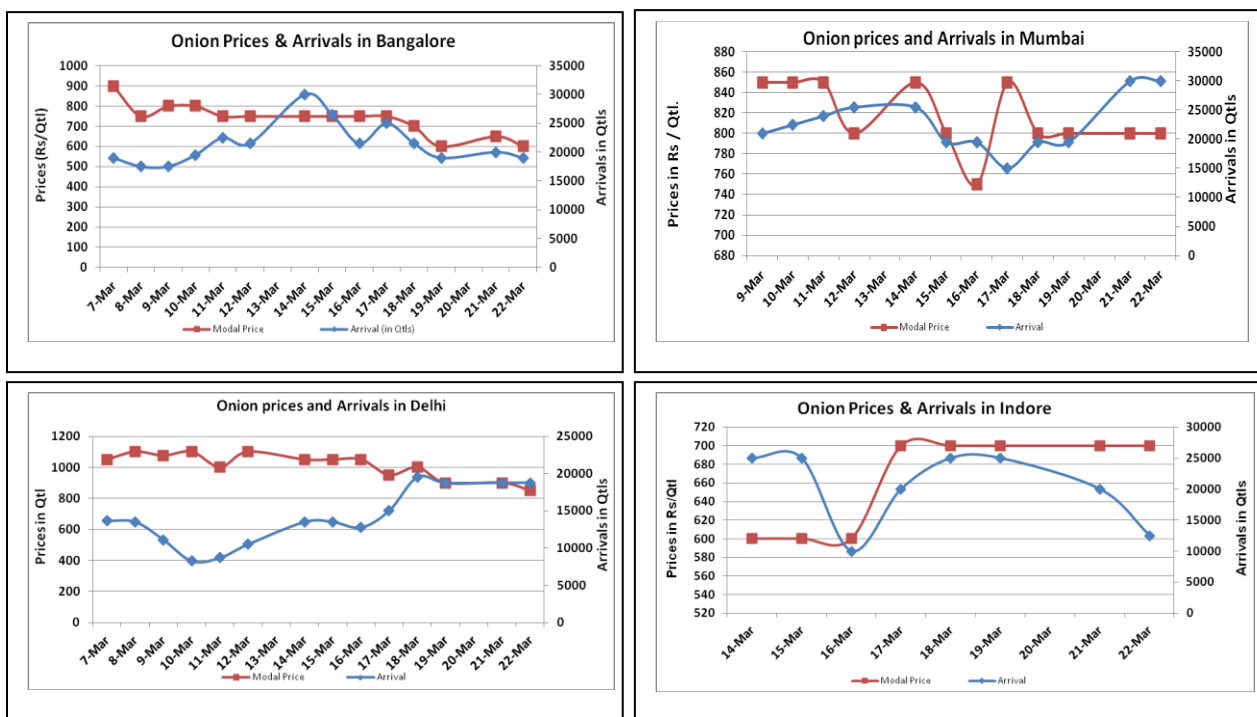 Onion Prices & Arrivals in Bangalore
Prices (Rs/Qtl)
1000
900
800
700
600
500
400
300
200
100
0
35000
30000
25000
20000
15000
10000
5000
0
Arrivals in Qtls
7-Mar
8-Mar
9-Mar
10-Mar
11-Mar
12-Mar
13-Mar
14-Mar
15-Mar
16-Mar
17-Mar
18-Mar
19-Mar
20-Mar
21-Mar
22-Mar
Modal Price
Arrival (in Qtls)
Onion prices and Arrivals in Mumbai
Prices in Rs / Qtl.
880
860
840
820
800
780
760
740
720
700
680
35000
30000
25000
20000
15000
10000
5000
0
Arrivals in Qtls
9-Mar
10-Mar
11-Mar
12-Mar
13-Mar
14-Mar
15-Mar
16-Mar
17-Mar
18-Mar
19-Mar
20-Mar
21-Mar
22-Mar
Modal Price
Arrival
Onion prices and Arrivals in Delhi
Prices in Qtl
1200
1000
800
600
400
200
0
25000
20000
15000
10000
5000
0
Arrivals in Qtls
7-Mar
8-Mar
9-Mar
10-Mar
11-Mar
12-Mar
13-Mar
14-Mar
15-Mar
16-Mar
17-Mar
18-Mar
19-Mar
20-Mar
21-Mar
22-Mar
Modal Price
Arrival
Onion Prices & Arrivals in Indore
Prices in Rs/Qtl
720
700
680
660
640
620
600
580
560
540
520
30000
25000
20000
15000
10000
5000
0
Arrivals in Qtls
14-Mar
15-Mar
16-Mar
17-Mar
18-Mar
19-Mar
20-Mar
21-Mar
22-Mar
Modal Price
Arrival